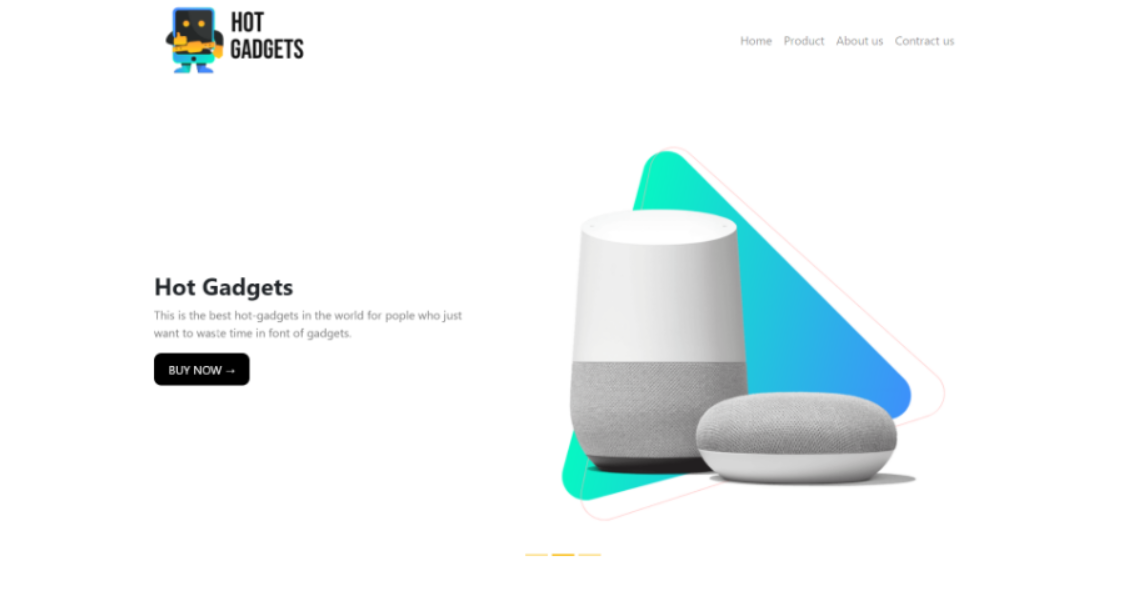 HOT
GADGETS
Home Product About us Contract us
Hot Gadgets
This is the best hot-gadgets in the world for pople who just
want to waste time in font of gadgets.
BUY NOW →